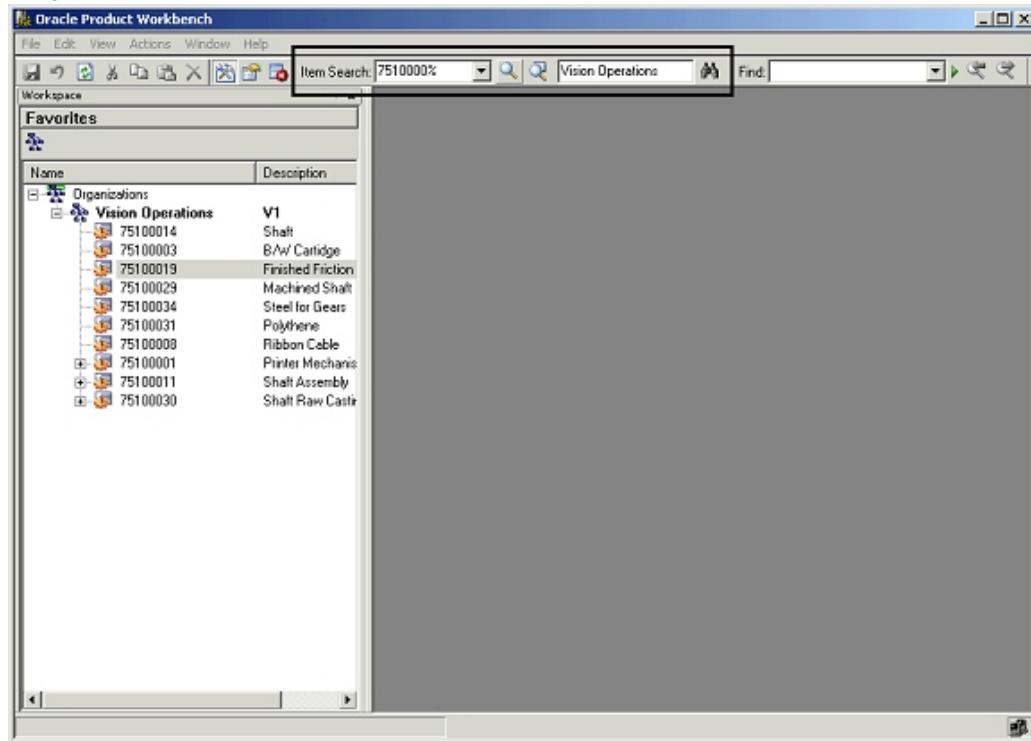 Oracle Product Workbench
File Edit View Actions Window Help
Item Search: 7510000% Vision Operations Find:
Workspace
Favorites
Name Description
Organizations
Vision Operations V1
75100014 Shaft
75100003 B/W Cartidge
75100019 Finished Friction
75100029 Machined Shaft
75100034 Steel for Gears
75100031 Polythene
75100008 Ribbon Cable
75100001 Printer Mechanis
75100011 Shaft Assembly
75100030 Shaft Raw Castir